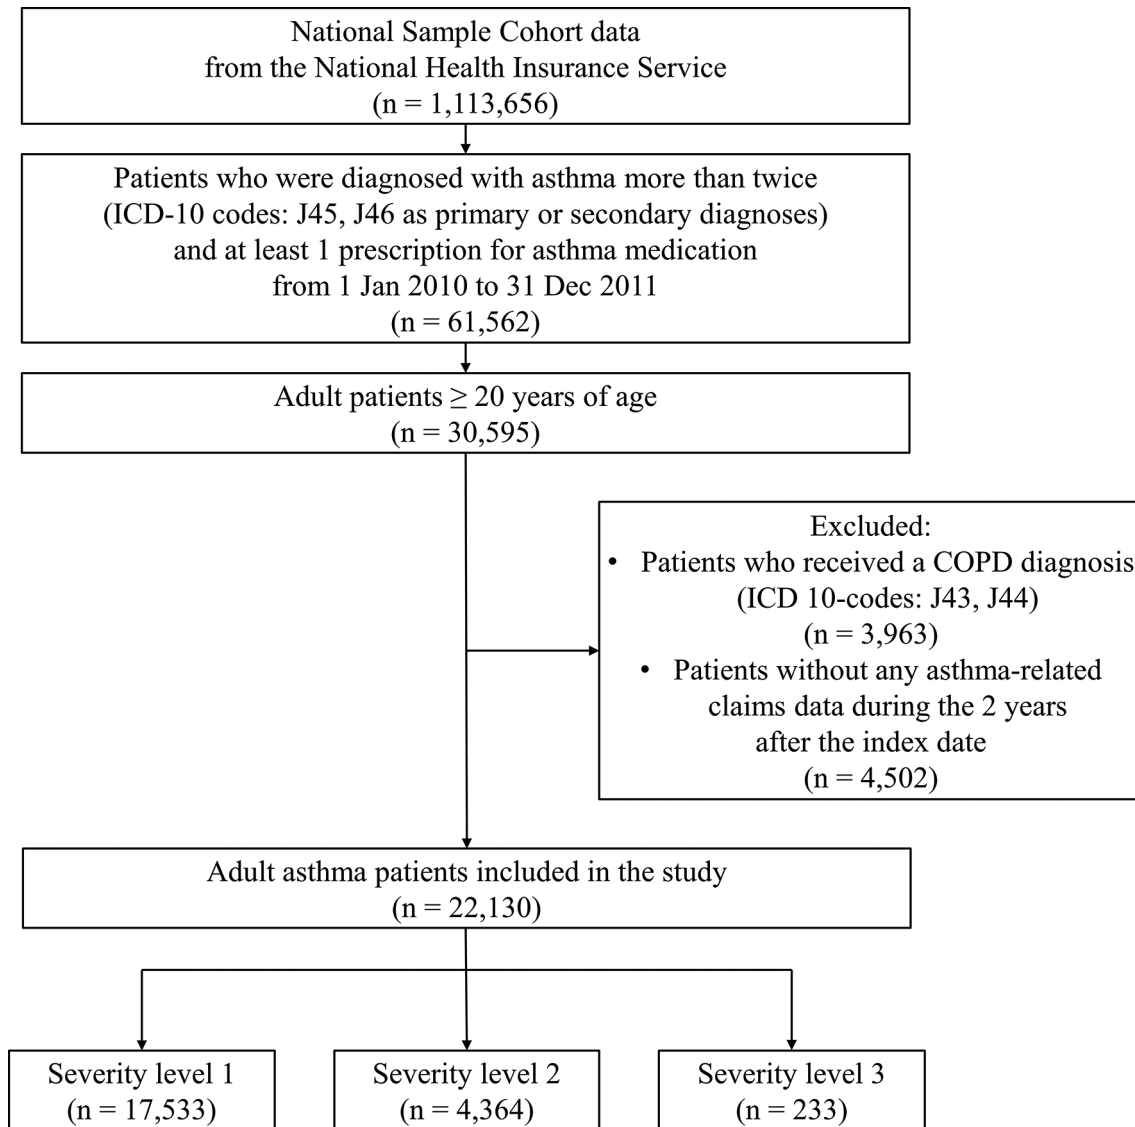 National Sample Cohort data
from the National Health Insurance Service
(n = 1,113,656)
Patients who were diagnosed with asthma more than twice
(ICD-10 codes: J45, J46 as primary or secondary diagnoses)
and at least 1 prescription for asthma medication
from 1 Jan 2010 to 31 Dec 2011
(n = 61,562)
Adult patients ≥ 20 years of age
(n = 30,595)
Excluded:
• Patients who received a COPD diagnosis
(ICD 10-codes: J43, J44)
(n = 3,963)
• Patients without any asthma-related
claims data during the 2 years
after the index date
(n = 4,502)
Adult asthma patients included in the study
(n = 22,130)
Severity level 1
(n = 17,533)
Severity level 2
(n = 4,364)
Severity level 3
(n = 233)